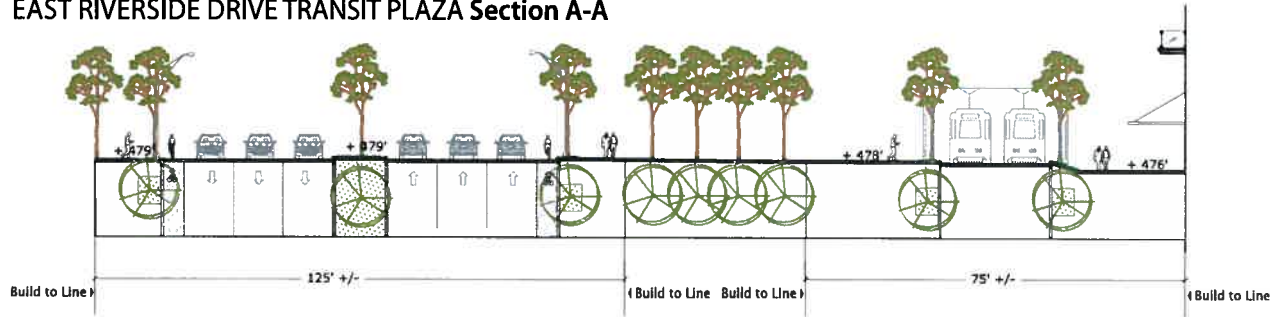 EAST RIVERSIDE DRIVE TRANSIT PLAZA Section A-A
+ 479' + 479' + 478' + 476'
125' +/- 75' +/-
Build to Line Build to Line Build to Line Build to Line